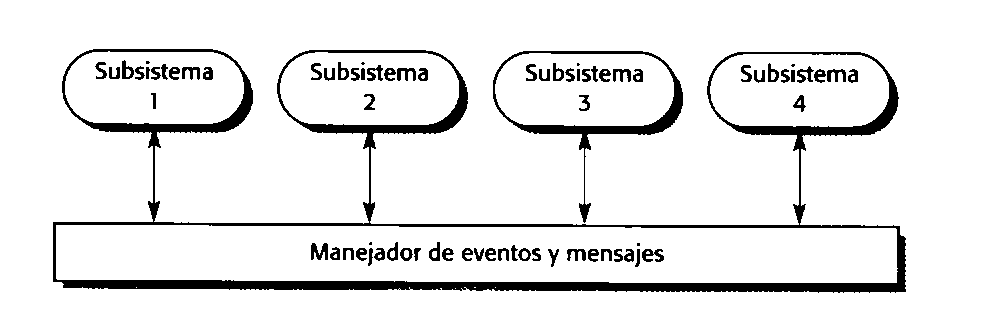 Subsistema
1
Subsistema
2
Subsistema
3
Subsistema
4
Manejador de eventos y mensajes